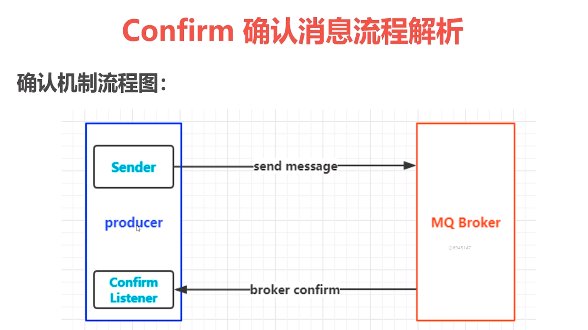 Confirm 确认消息流程解析
确认机制流程图：
Sender
send message
producer
MQ Broker
Confirm
Listener
broker confirm